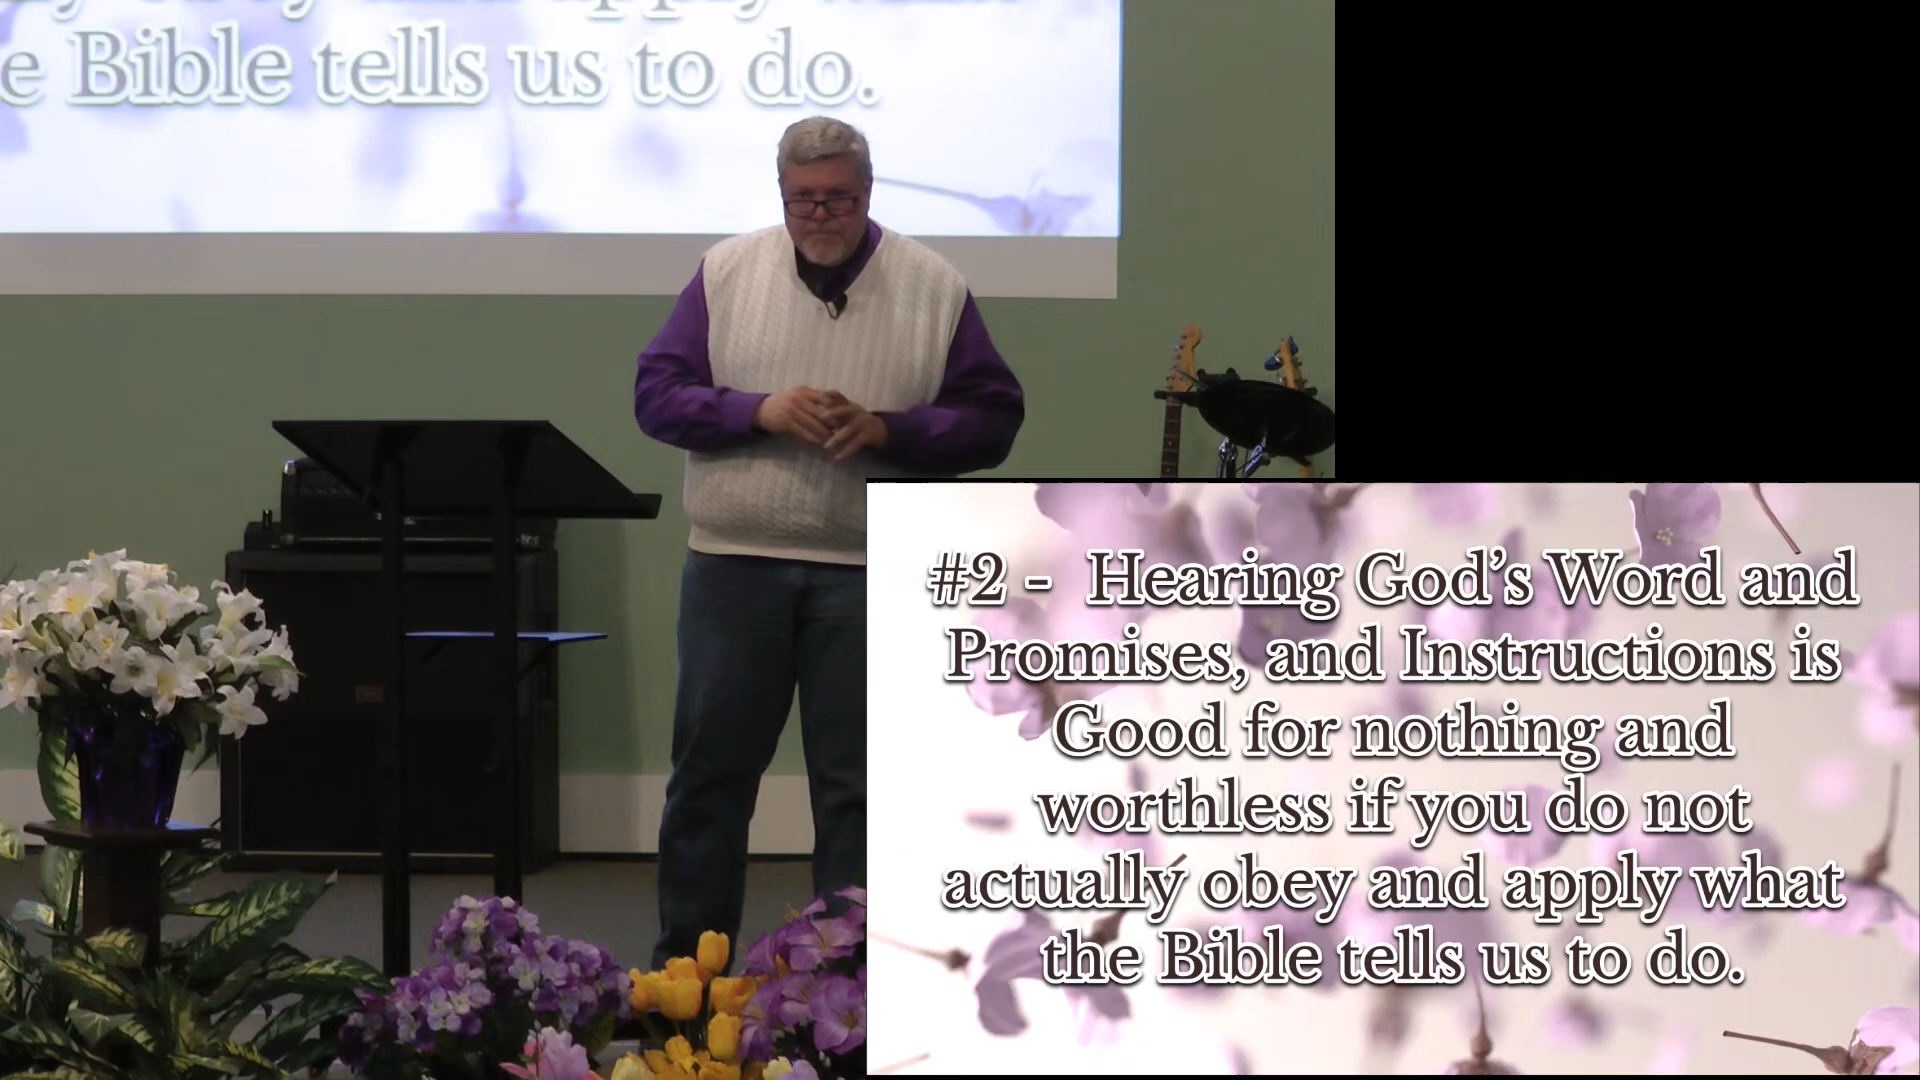 e Bible tells us to do.
#2 - Hearing God's Word and
Promises, and Instructions is
Good for nothing and
worthless if you do not
actually obey and apply what
the Bible tells us to do.